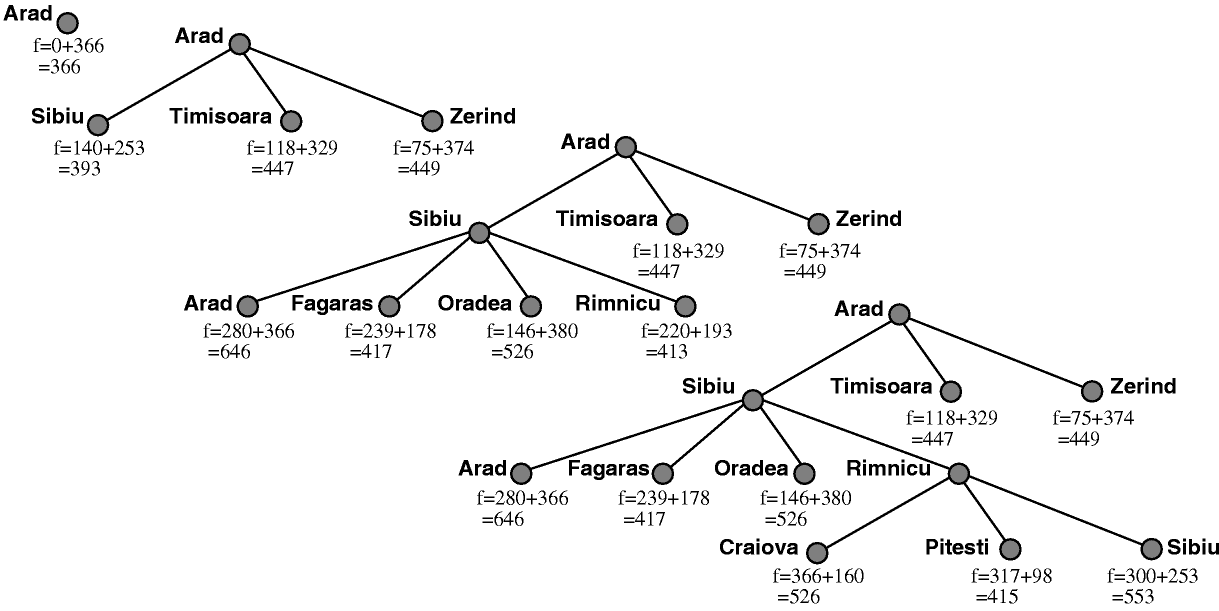 Arad
f=0+366
=366
Arad
Sibiu
f=140+253
=393
Timisoara
f=118+329
=447
Zerind
f=75+374
=449
Arad
Sibiu
Timisoara
f=118+329
=447
Zerind
f=75+374
=449
Arad
f=280+366
=646
Fagaras
f=239+178
=417
Oradea
f=146+380
=526
Rimnicu
f=220+193
=413
Arad
Sibiu
Timisoara
f=118+329
=447
Zerind
f=75+374
=449
Arad
f=280+366
=646
Fagaras
f=239+178
=417
Oradea
f=146+380
=526
Rimnicu
Craiova
f=366+160
=526
Pitesti
f=317+98
=415
Sibiu
f=300+253
=553